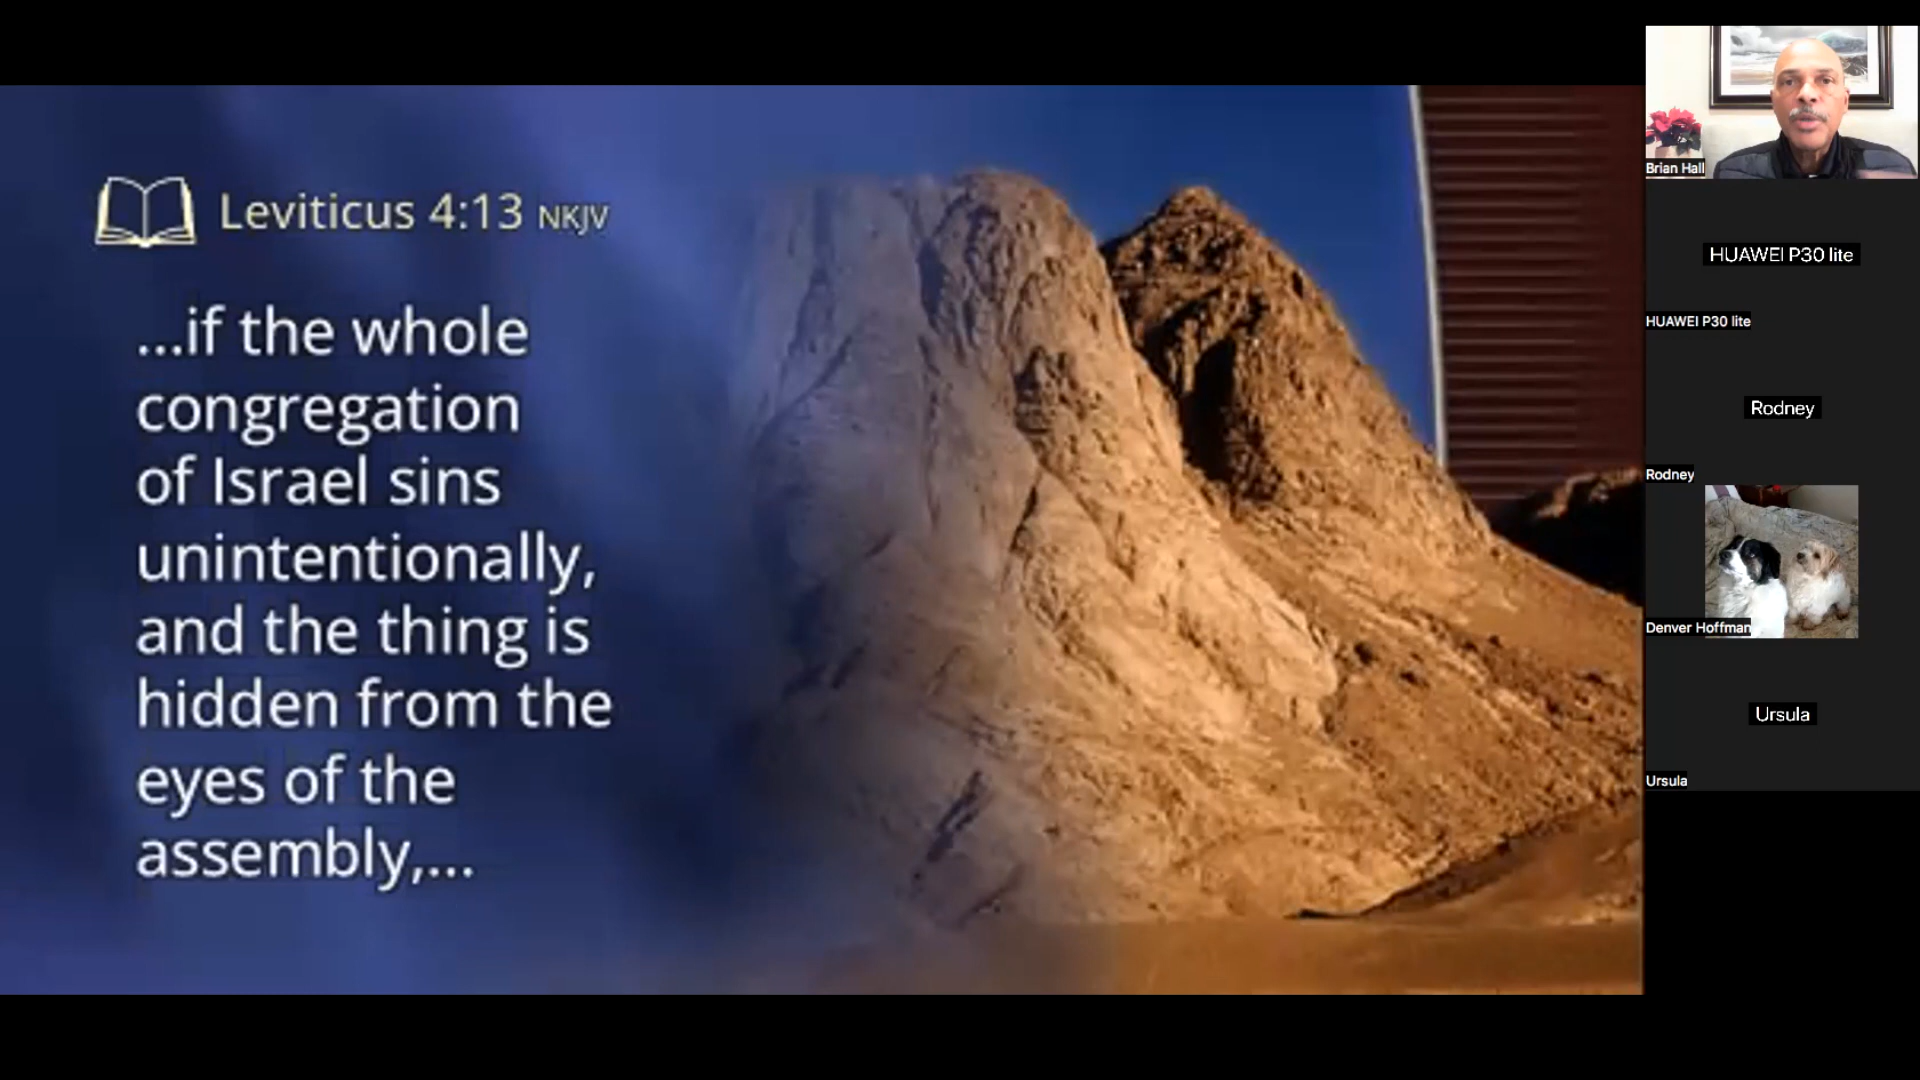 Leviticus 4:13 NKJV
...if the whole
congregation
of Israel sins
unintentionally,
and the thing is
hidden from the
eyes of the
assembly,...
Brian Hall
HUAWEI P30 lite
HUAWEI P30 lite
Rodney
Rodney
Denver Hoffman
Ursula
Ursula